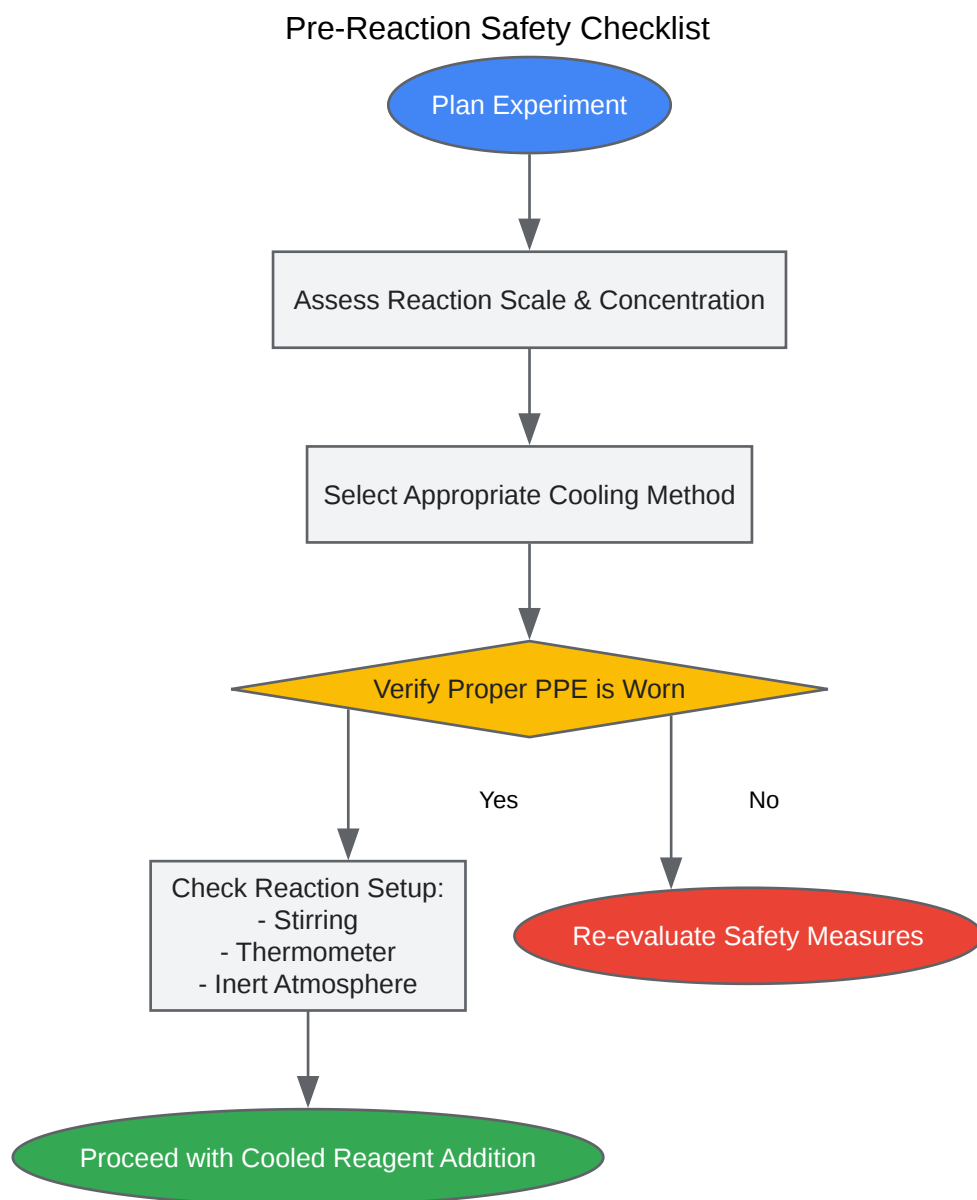 Pre-Reaction Safety Checklist
Plan Experiment
Assess Reaction Scale & Concentration
Select Appropriate Cooling Method
Verify Proper PPE is Worn
Yes
No
Check Reaction Setup:
- Stirring
- Thermometer
- Inert Atmosphere
Re-evaluate Safety Measures
Proceed with Cooled Reagent Addition